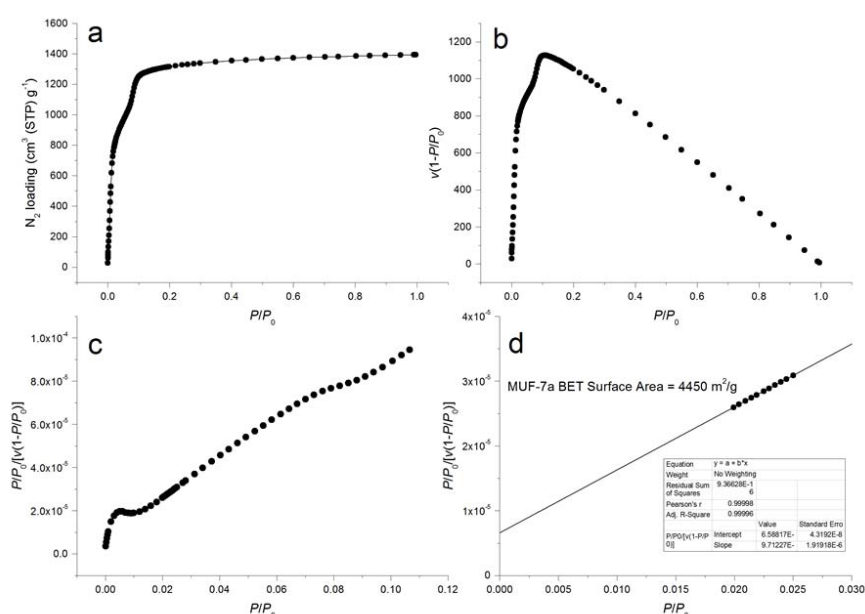 a
1600
1400
1200
1000
800
600
400
200
0
N2 loading (cm3 (STP) g-1)
0.0 0.2 0.4 0.6 0.8 1.0
P/P0
b
1200
1000
800
600
400
200
0
v(1-P/P0)
0.0 0.2 0.4 0.6 0.8 1.0
P/P0
c
1.0x10-4
8.0x10-5
6.0x10-5
4.0x10-5
2.0x10-5
0.0
P/P0/[v(1-P/P0)]
0.00 0.02 0.04 0.06 0.08 0.10 0.12
P/P0
d
4x10-5
3x10-5
2x10-5
1x10-5
0
P/P0/[v(1-P/P0)]
MUF-7a BET Surface Area = 4450 m2/g
Equation y = a + b*x
Weight No Weighting
Residual Sum of Squares 9.36628E-16
Pearson's r 0.99998
Adj. R-Square 0.99996
Value Standard Erro
P/P0/[v(1-P/P0)] Intercept 6.58817E- 4.3192E-8
Slope 9.71227E- 1.91918E-6
0.000 0.005 0.010 0.015 0.020 0.025 0.030
P/P0